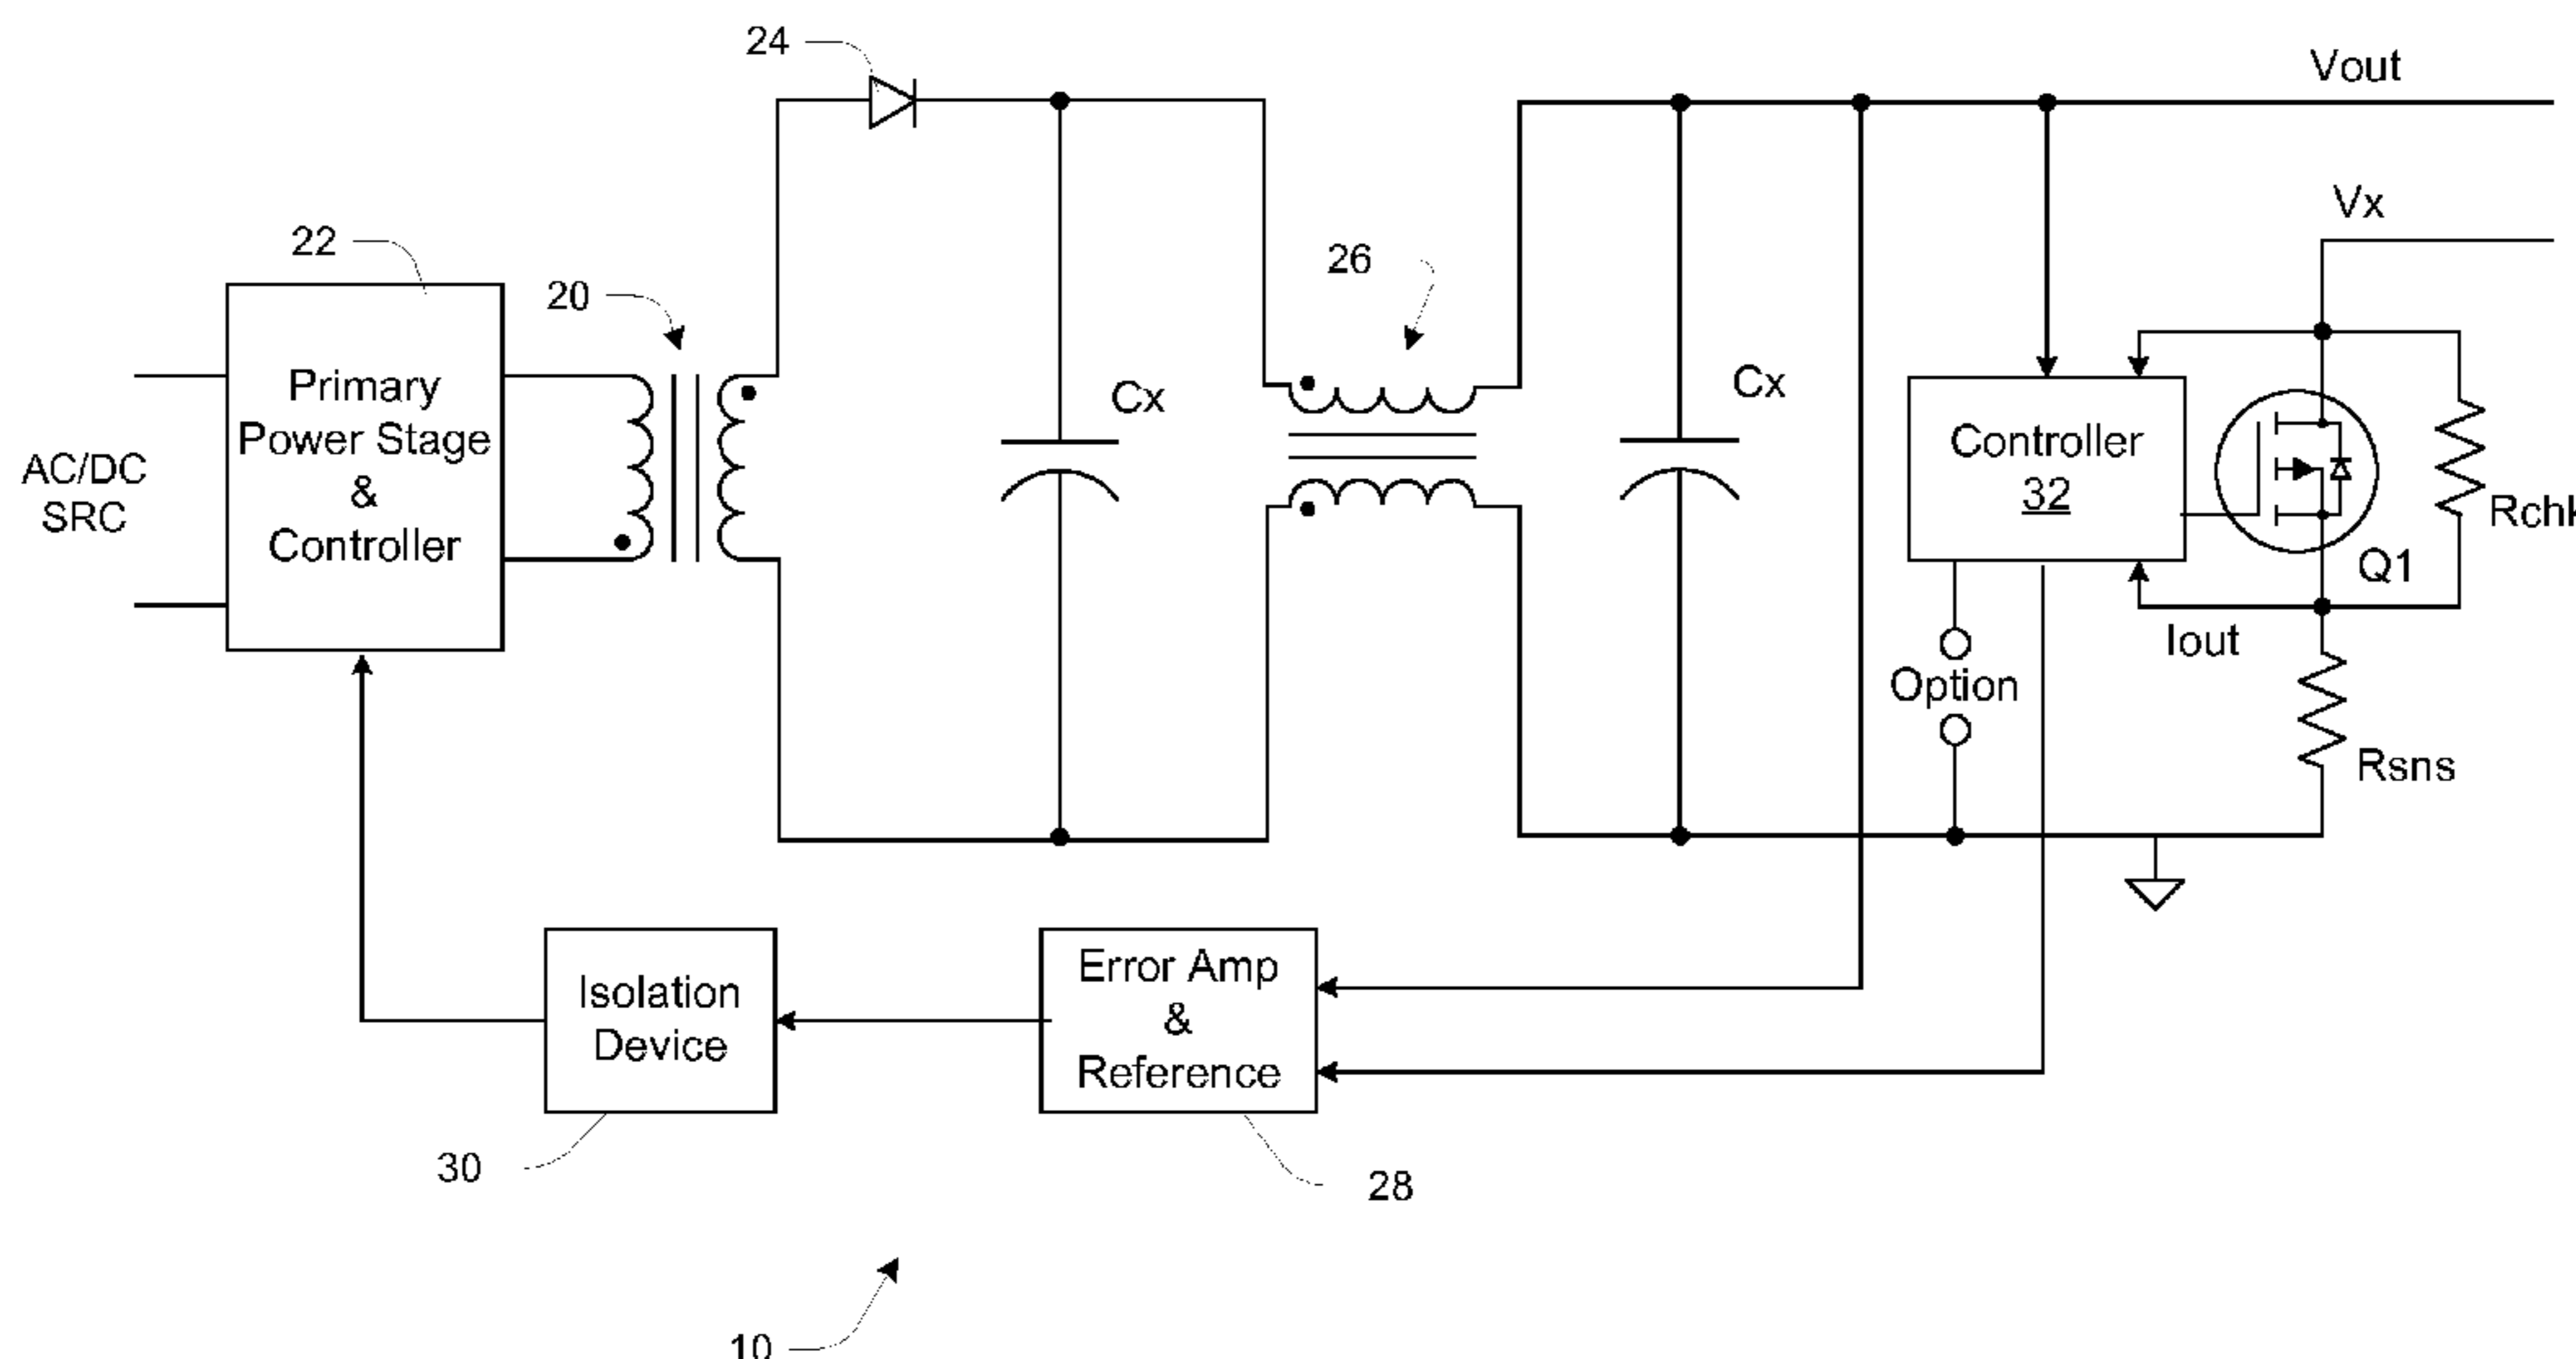 24
Vout
Vx
22
20
26
Primary
Power Stage
&
Controller
AC/DC
SRC
Cx
Cx
Controller
32
Rchk
Q1
Iout
Option
Rsns
Isolation
Device
Error Amp
&
Reference
30
28
10